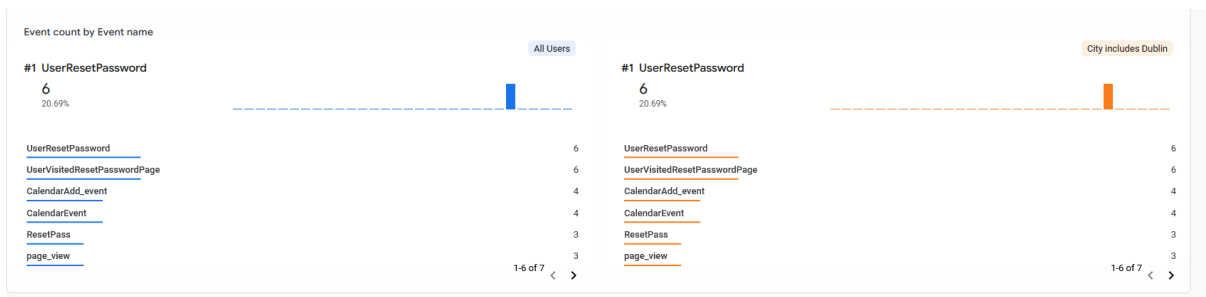 Event count by Event name
All Users
#1 UserResetPassword
6
20.69%
UserResetPassword 6
UserVisitedResetPasswordPage 6
CalendarAdd_event 4
CalendarEvent 4
ResetPass 3
page_view 3
1-6 of 7
City includes Dublin
#1 UserResetPassword
6
20.69%
UserResetPassword 6
UserVisitedResetPasswordPage 6
CalendarAdd_event 4
CalendarEvent 4
ResetPass 3
page_view 3
1-6 of 7